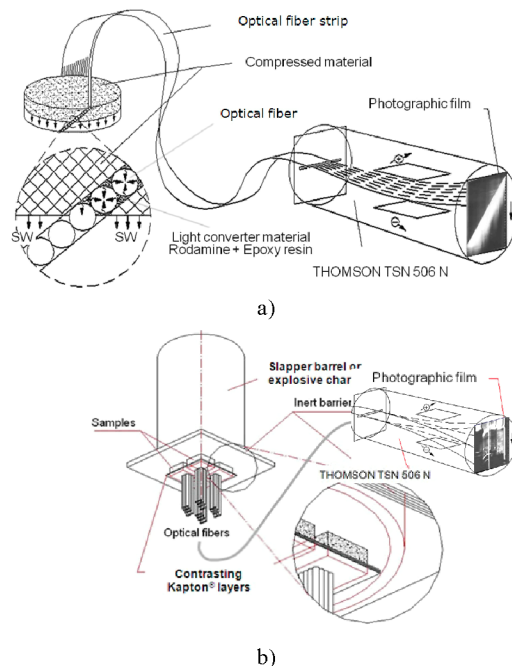 Optical fiber strip
Compressed material
Optical fiber
Photographic film
SW
SW
Light converter material
Rodamine + Epoxy resin
THOMSON TSN 506 N
a)
Slapper barrel or
explosive char
Photographic film
Inert barrier
Samples
THOMSON TSN 506 N
Optical fibers
Contrasting
Kapton® layers
b)